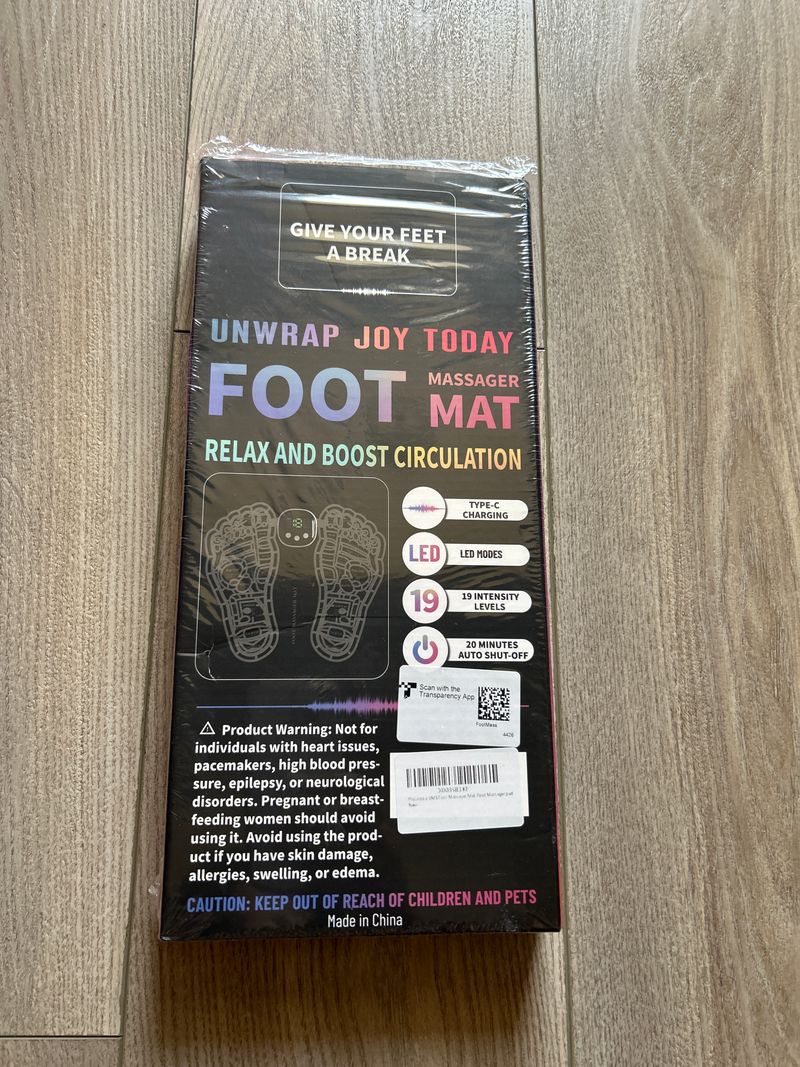 GIVE YOUR FEET
A BREAK
UNWRAP JOY TODAY
FOOT
MASSAGER
MAT
RELAX AND BOOST CIRCULATION
TYPE-C
CHARGING
LED
LED MODES
19
19 INTENSITY
LEVELS
20 MINUTES
AUTO SHUT-OFF
Scan with the
Transparency App
FootMass
4426
⚠ Product Warning: Not for
individuals with heart issues,
pacemakers, high blood pres-
sure, epilepsy, or neurological
disorders. Pregnant or breast-
feeding women should avoid
using it. Avoid using the prod-
uct if you have skin damage,
allergies, swelling, or edema.
CAUTION: KEEP OUT OF REACH OF CHILDREN AND PETS
Made in China